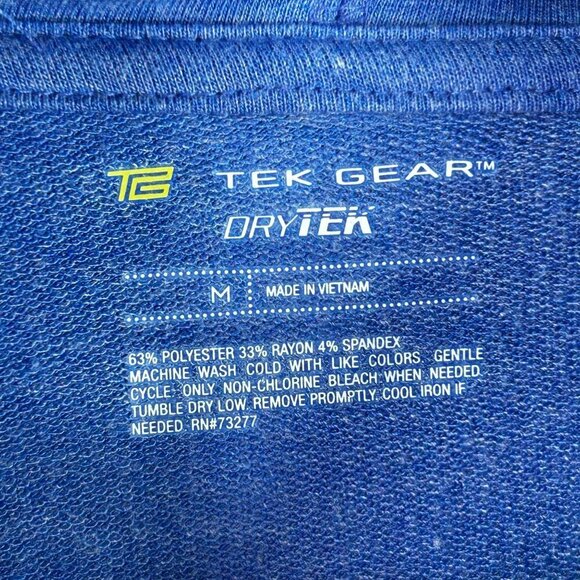 TG TEK GEAR™
DRYTEK
M MADE IN VIETNAM
63% POLYESTER 33% RAYON 4% SPANDEX
MACHINE WASH COLD WITH LIKE COLORS. GENTLE
CYCLE ONLY. NON-CHLORINE BLEACH WHEN NEEDED.
TUMBLE DRY LOW. REMOVE PROMPTLY. COOL IRON IF
NEEDED. RN#73277